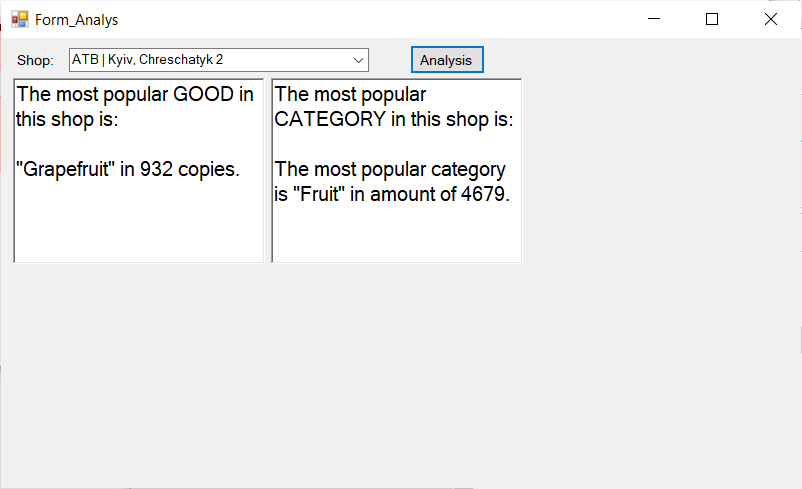 Form_Analys
Shop:
ATB | Kyiv, Chreschatyk 2
Analysis
The most popular GOOD in
this shop is:
"Grapefruit" in 932 copies.
The most popular
CATEGORY in this shop is:
The most popular category
is "Fruit" in amount of 4679.